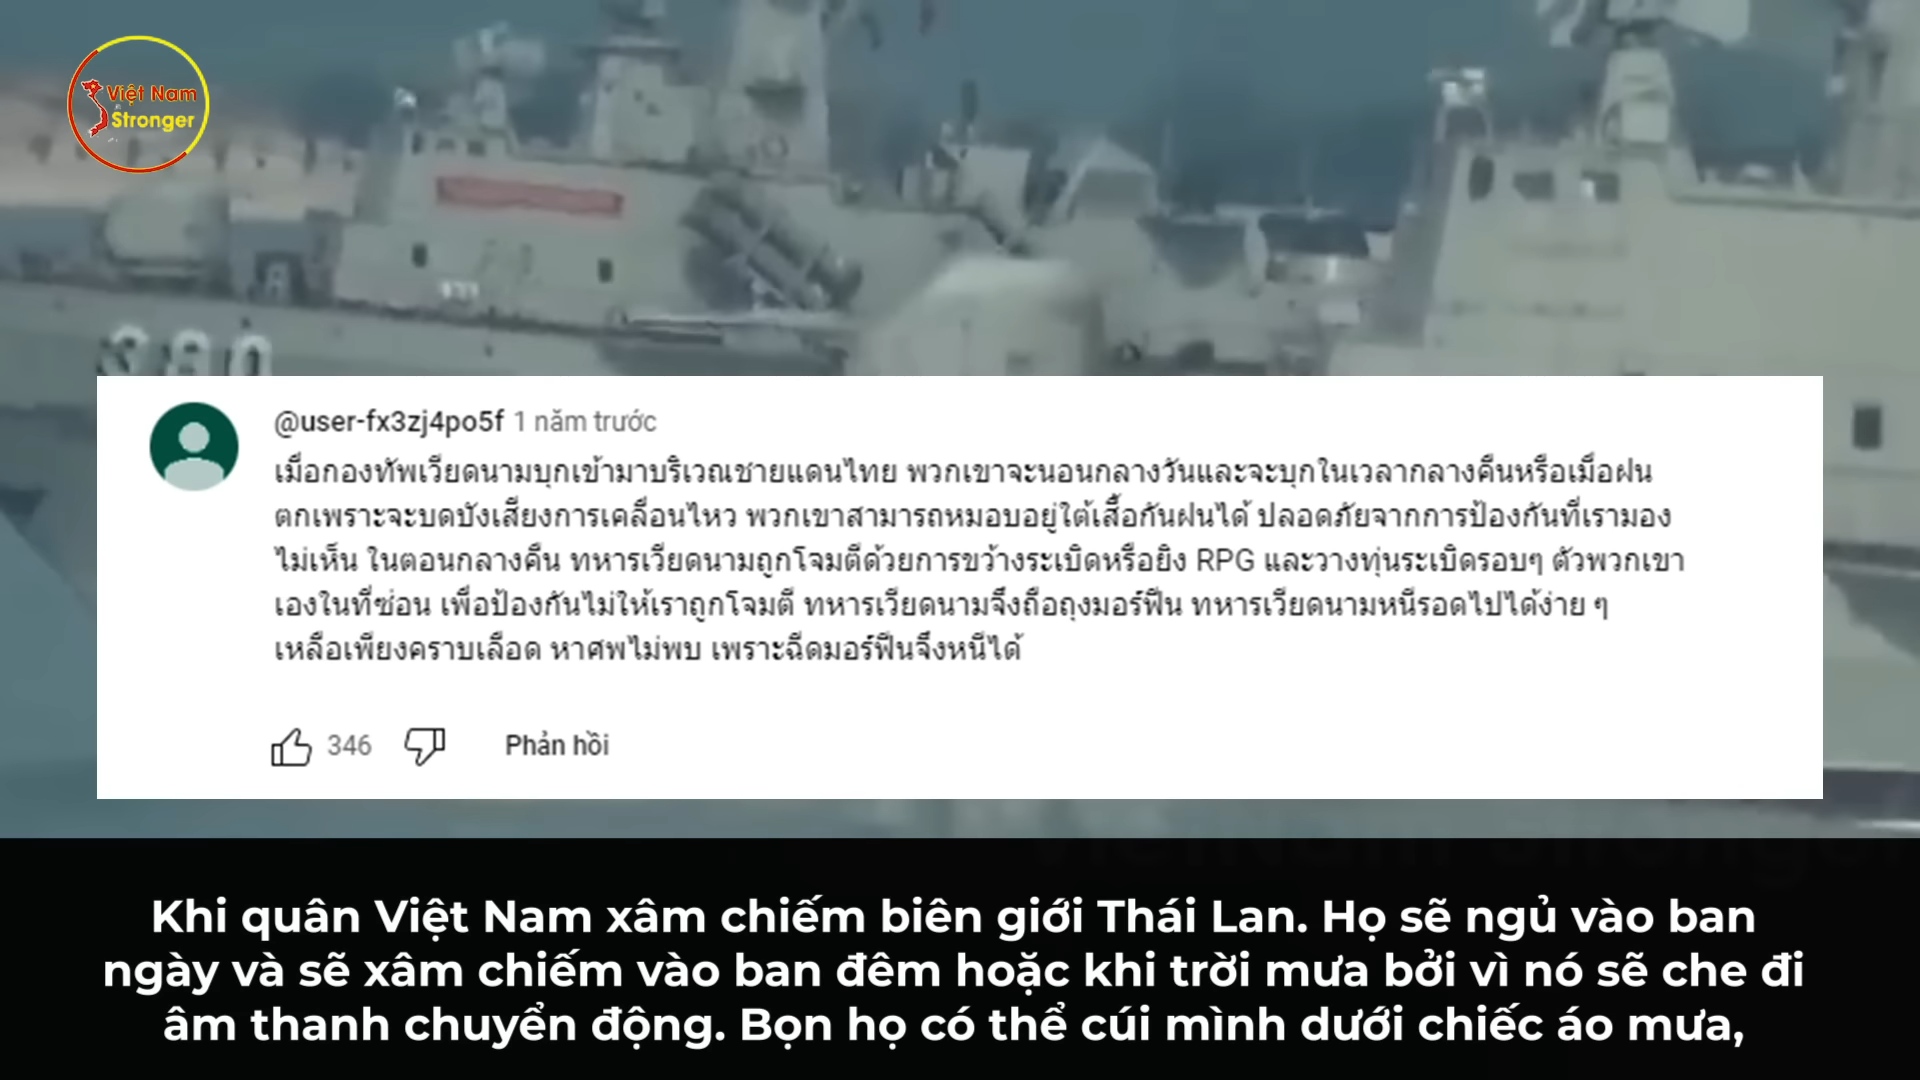 Việt Nam
Stronger
380
@user-fx3zj4po5f 1 năm trước
เมื่อกองทัพเวียดนามบุกเข้ามาบริเวณชายแดนไทย พวกเขาจะนอนกลางวันและจะบุกในเวลากลางคืนหรือเมื่อฝน
ตกเพราะจะบดบังเสียงการเคลื่อนไหว พวกเขาสามารถหมอบอยู่ใต้เสื้อกันฝนได้ ปลอดภัยจากการป้องกันที่เรามอง
ไม่เห็น ในตอนกลางคืน ทหารเวียดนามถูกโจมตีด้วยการขว้างระเบิดหรือยิง RPG และวางทุ่นระเบิดรอบๆ ตัวพวกเขา
เองในที่ซ่อน เพื่อป้องกันไม่ให้เราถูกโจมตี ทหารเวียดนามจึงถือถุงมอร์ฟีน ทหารเวียดนามหนีรอดไปได้ง่าย ๆ
เหลือเพียงคราบเลือด หาศพไม่พบ เพราะฉีดมอร์ฟีนจึงหนีได้
346
Phản hồi
Khi quân Việt Nam xâm chiếm biên giới Thái Lan. Họ sẽ ngủ vào ban
ngày và sẽ xâm chiếm vào ban đêm hoặc khi trời mưa bởi vì nó sẽ che đi
âm thanh chuyển động. Bọn họ có thể cúi mình dưới chiếc áo mưa,